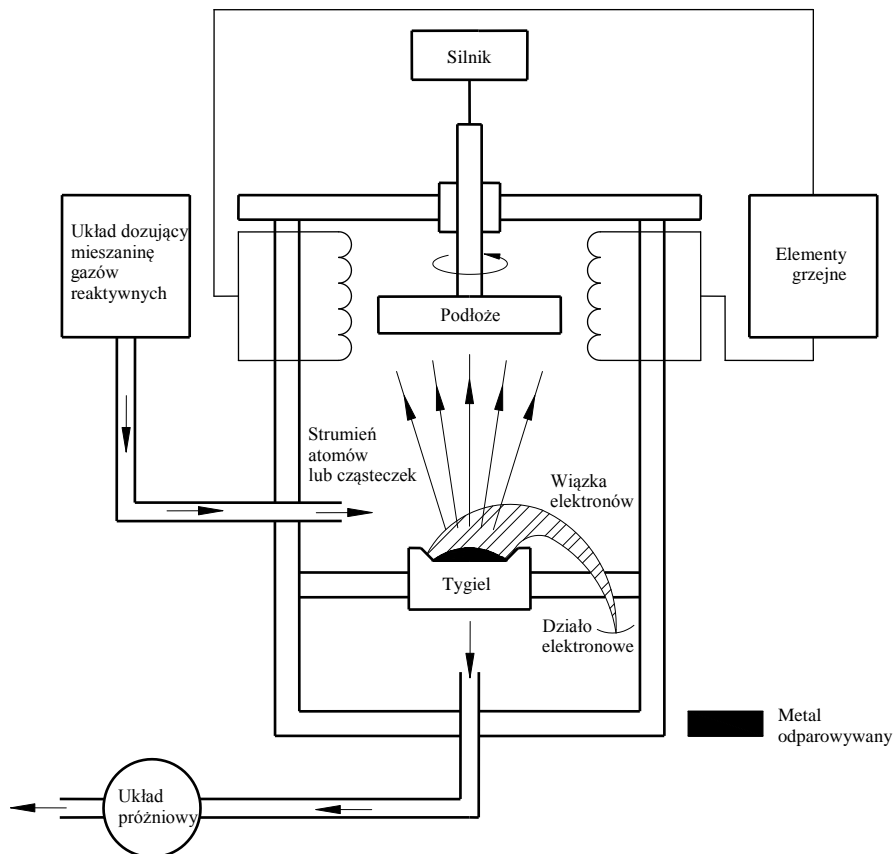 Silnik
Układ dozujący
mieszaninę
gazów
reaktywnych
Elementy
grzejne
Podłoże
Strumień
atomów
lub cząsteczek
Wiązka
elektronów
Tygiel
Działo
elektronowe
Metal
odparowywany
Układ
próżniowy